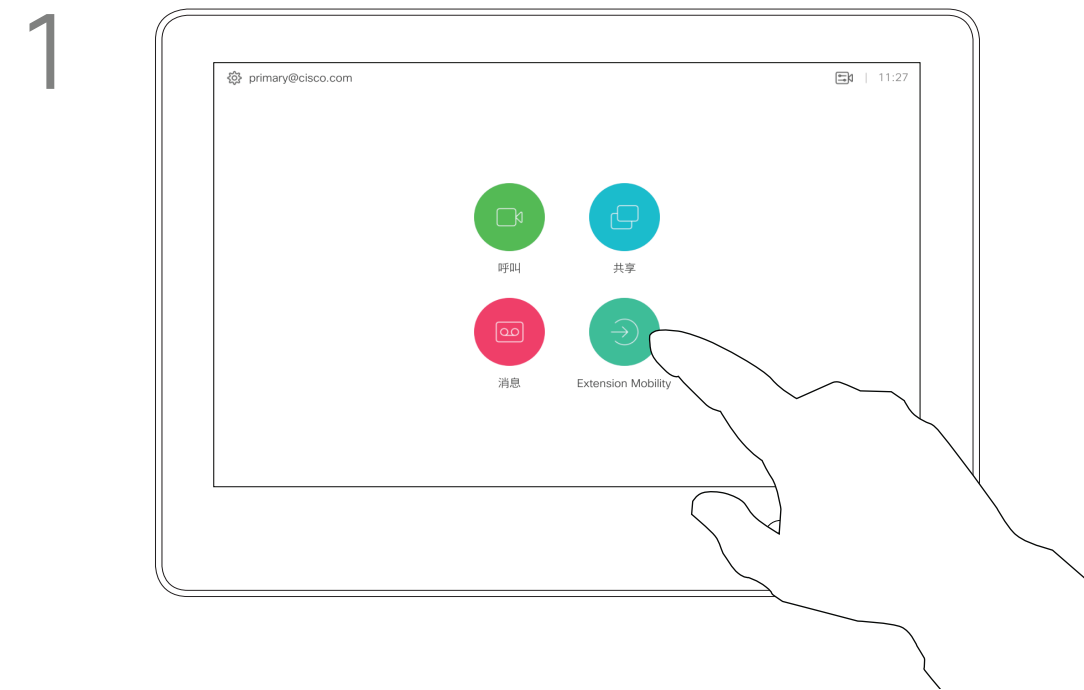 1
primary@cisco.com
11:27
呼叫
共享
消息
Extension Mobility